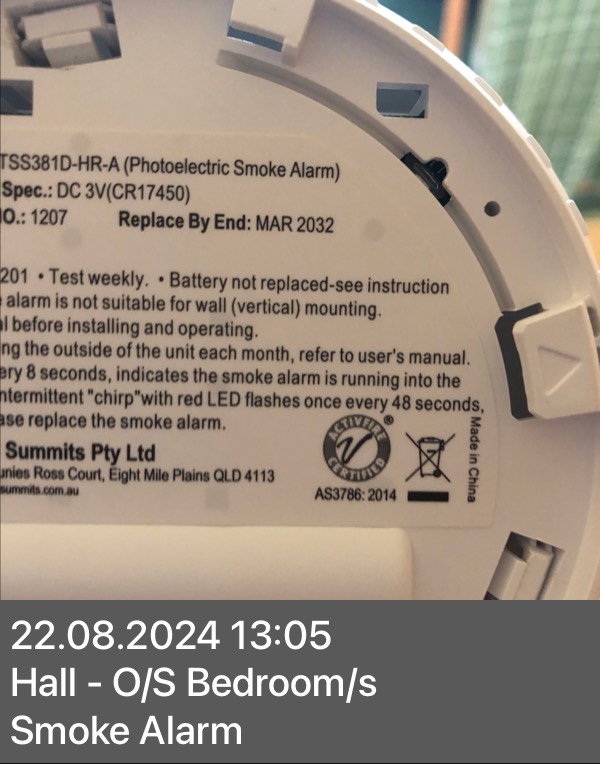 TSS381D-HR-A (Photoelectric Smoke Alarm)
Spec.: DC 3V(CR17450)
O.: 1207 Replace By End: MAR 2032
201 • Test weekly. • Battery not replaced-see instruction
alarm is not suitable for wall (vertical) mounting.
l before installing and operating.
ng the outside of the unit each month, refer to user's manual.
ery 8 seconds, indicates the smoke alarm is running into the
ntermittent "chirp"with red LED flashes once every 48 seconds,
ase replace the smoke alarm.
Summits Pty Ltd
unies Ross Court, Eight Mile Plains QLD 4113
summits.com.au
ACTIVFIRE
®
CERTIFIED
AS3786: 2014
Made in China
22.08.2024 13:05
Hall - O/S Bedroom/s
Smoke Alarm